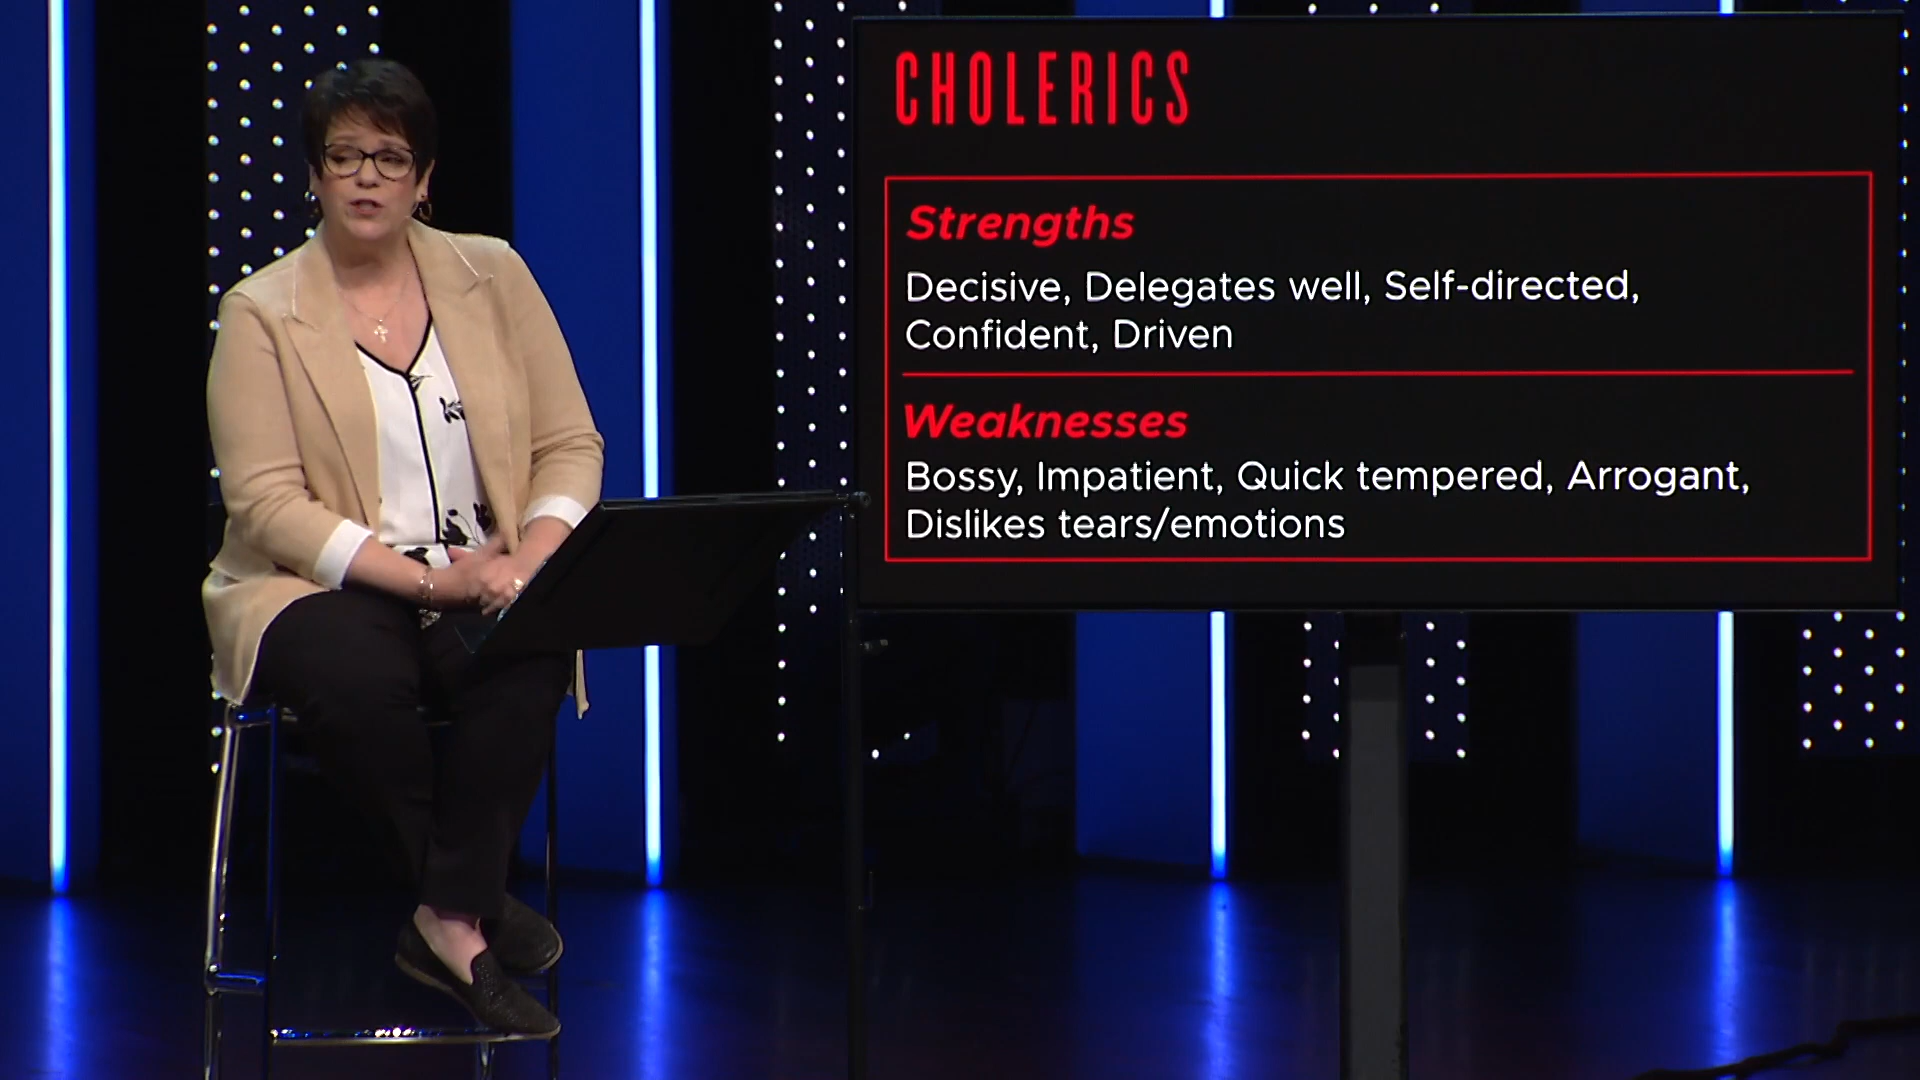 CHOLERICS
Strengths
Decisive, Delegates well, Self-directed,
Confident, Driven
Weaknesses
Bossy, Impatient, Quick tempered, Arrogant,
Dislikes tears/emotions